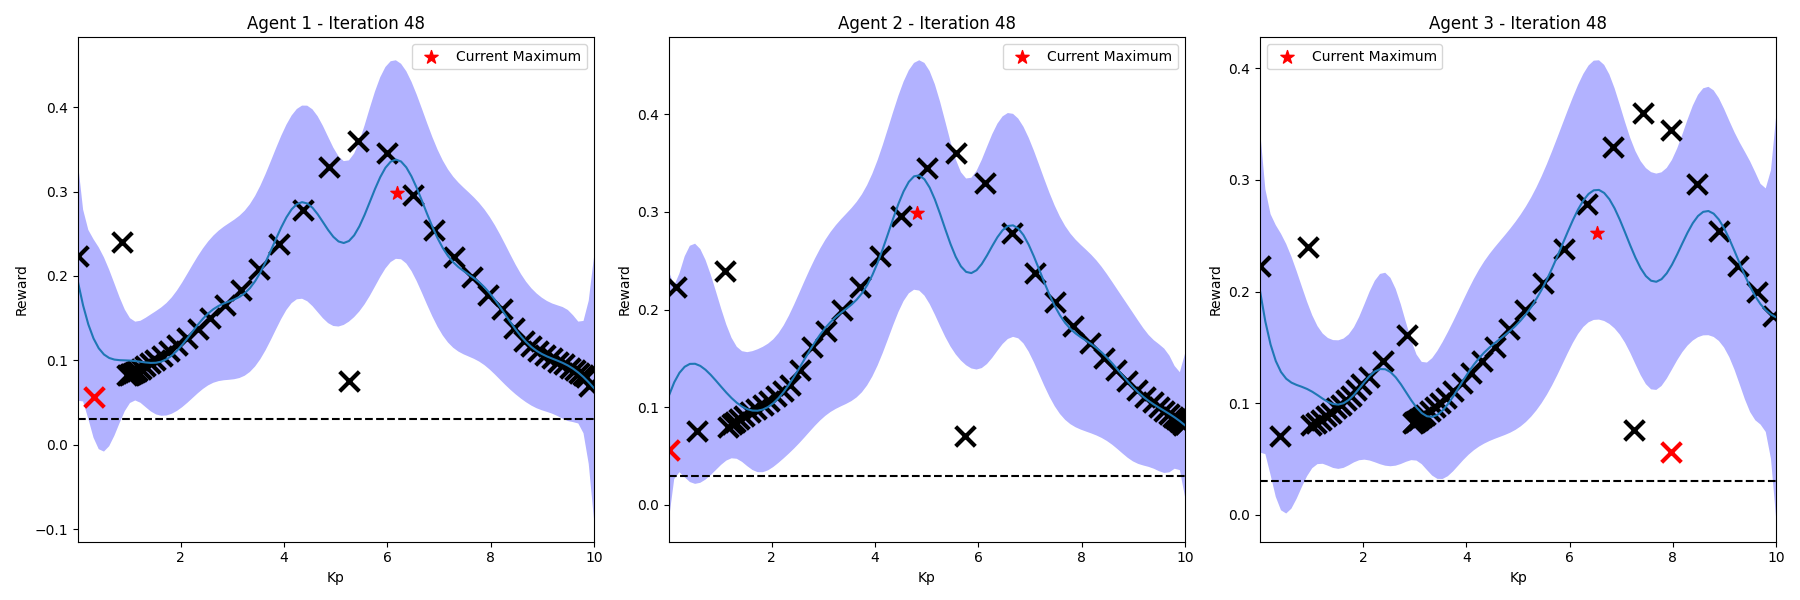 Agent 1 - Iteration 48
Current Maximum
Reward
0.4
0.3
0.2
0.1
0.0
−0.1
2
4
6
8
10
Kp
Agent 2 - Iteration 48
Current Maximum
Reward
0.4
0.3
0.2
0.1
0.0
2
4
6
8
10
Kp
Agent 3 - Iteration 48
Current Maximum
Reward
0.4
0.3
0.2
0.1
0.0
2
4
6
8
10
Kp